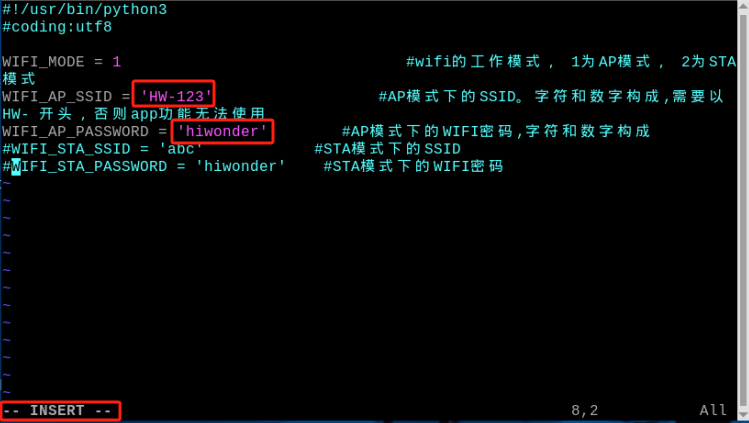 #!/usr/bin/python3
#coding:utf8
WIFI_MODE = 1 #wifi的工作模式， 1为AP模式， 2为STA
模式
WIFI_AP_SSID = 'HW-123' #AP模式下的SSID。字符和数字构成,需要以
HW- 开头，否则app功能无法使用
WIFI_AP_PASSWORD = 'hiwonder' #AP模式下的WIFI密码,字符和数字构成
#WIFI_STA_SSID = 'abc' #STA模式下的SSID
#WIFI_STA_PASSWORD = 'hiwonder' #STA模式下的WIFI密码
~
~
~
~
~
~
~
~
~
~
~
~
~
-- INSERT -- 8,2 All